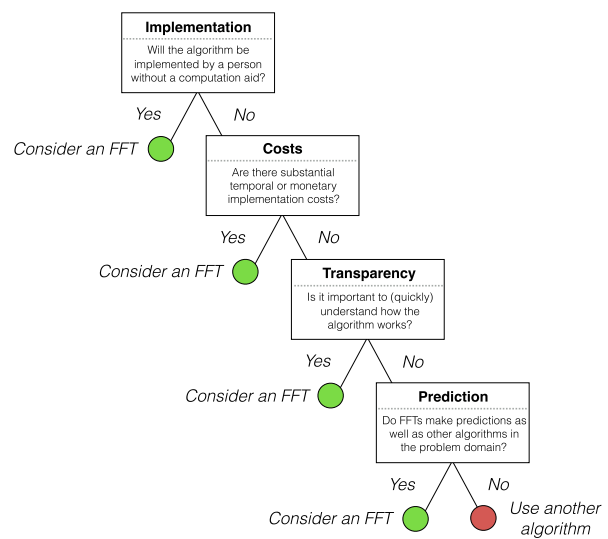 Implementation
Will the algorithm be
implemented by a person
without a computation aid?
Yes
No
Consider an FFT
Costs
Are there substantial
temporal or monetary
implementation costs?
Yes
No
Consider an FFT
Transparency
Is it important to (quickly)
understand how the
algorithm works?
Yes
No
Consider an FFT
Prediction
Do FFTs make predictions as
well as other algorithms in
the problem domain?
Yes
No
Consider an FFT
Use another
algorithm